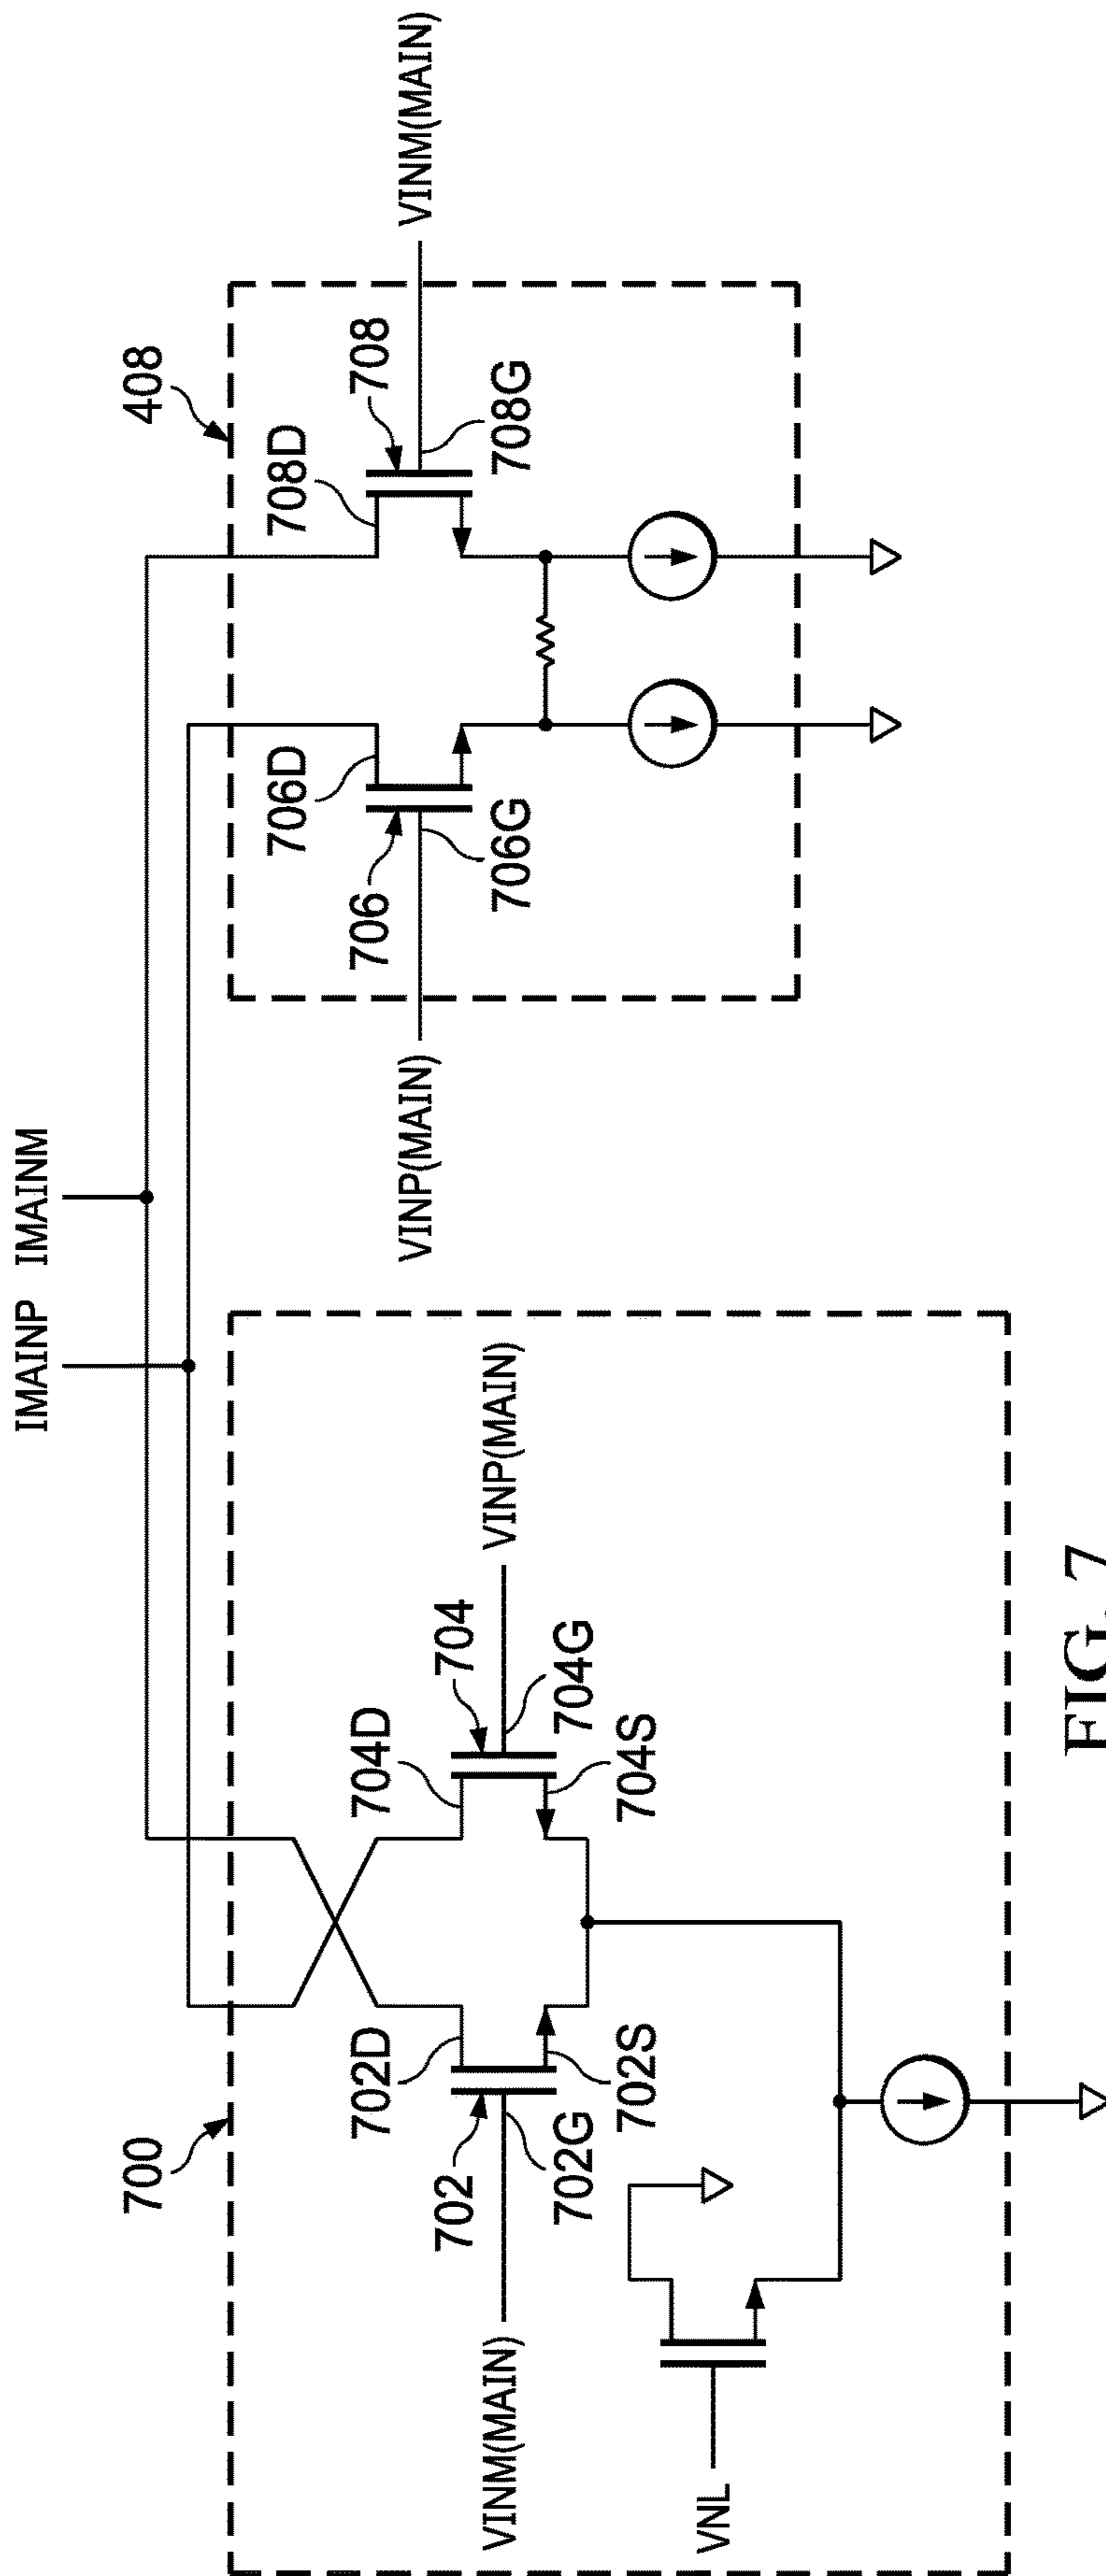 IMAINP IMAINM
700
408
702D
704D
706D
708D
706
708
VINP(MAIN)
VINM(MAIN)
702
704
706G
708G
VINM(MAIN)
VINP(MAIN)
702G
702S
704S
704G
VNL
FIG. 7